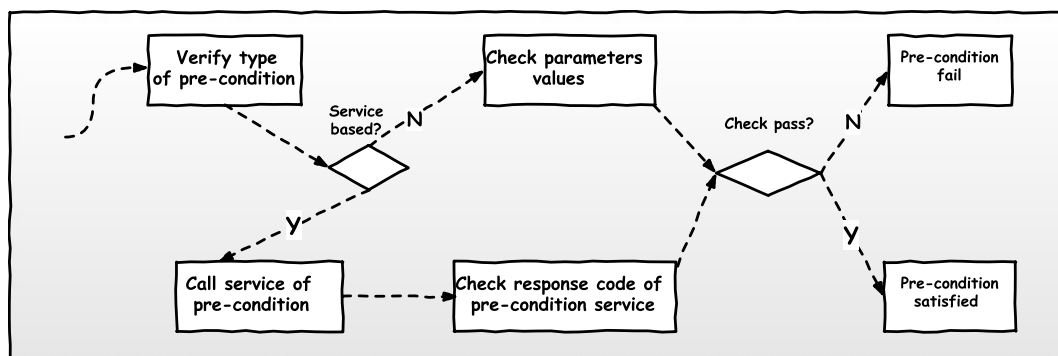 Verify type
of pre-condition
Service
based?
N
Check parameters
values
Check pass?
N
Pre-condition
fail
Y
Call service of
pre-condition
Check response code of
pre-condition service
Y
Pre-condition
satisfied